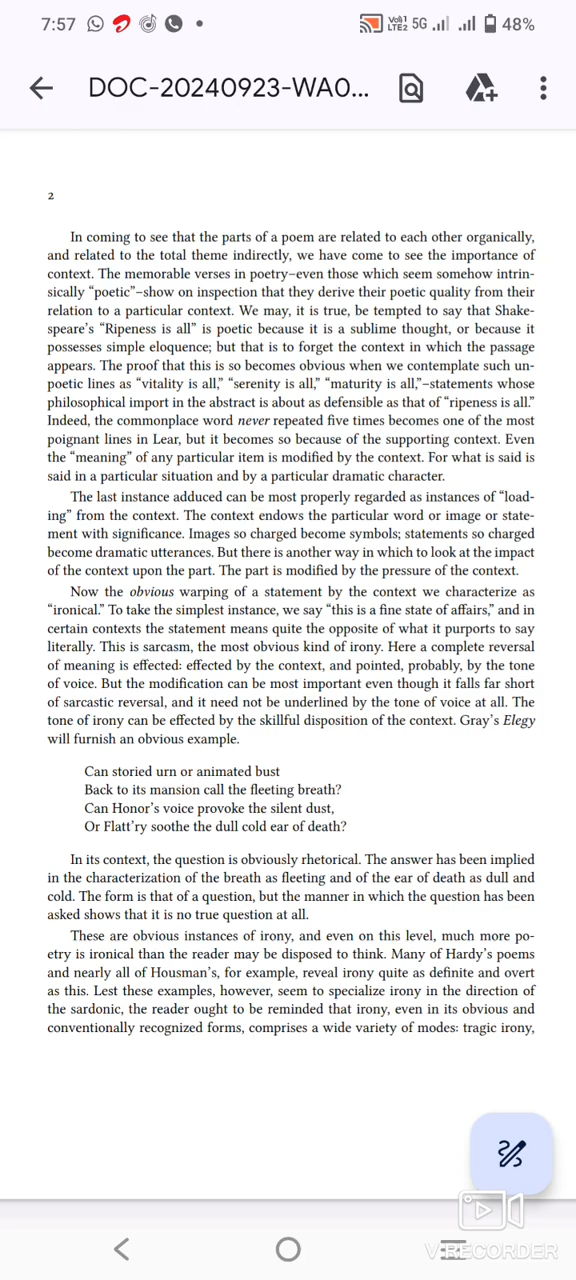 7:57 VoD 1 LTE2 5G 48%
DOC-20240923-WA0...
2
In coming to see that the parts of a poem are related to each other organically,
and related to the total theme indirectly, we have come to see the importance of
context. The memorable verses in poetry–even those which seem somehow intrin-
sically “poetic”–show on inspection that they derive their poetic quality from their
relation to a particular context. We may, it is true, be tempted to say that Shake-
speare’s “Ripeness is all” is poetic because it is a sublime thought, or because it
possesses simple eloquence; but that is to forget the context in which the passage
appears. The proof that this is so becomes obvious when we contemplate such un-
poetic lines as “vitality is all,” “serenity is all,” “maturity is all,”–statements whose
philosophical import in the abstract is about as defensible as that of “ripeness is all.”
Indeed, the commonplace word never repeated five times becomes one of the most
poignant lines in Lear, but it becomes so because of the supporting context. Even
the “meaning” of any particular item is modified by the context. For what is said is
said in a particular situation and by a particular dramatic character.
The last instance adduced can be most properly regarded as instances of “load-
ing” from the context. The context endows the particular word or image or state-
ment with significance. Images so charged become symbols; statements so charged
become dramatic utterances. But there is another way in which to look at the impact
of the context upon the part. The part is modified by the pressure of the context.
Now the obvious warping of a statement by the context we characterize as
“ironical.” To take the simplest instance, we say “this is a fine state of affairs,” and in
certain contexts the statement means quite the opposite of what it purports to say
literally. This is sarcasm, the most obvious kind of irony. Here a complete reversal
of meaning is effected: effected by the context, and pointed, probably, by the tone
of voice. But the modification can be most important even though it falls far short
of sarcastic reversal, and it need not be underlined by the tone of voice at all. The
tone of irony can be effected by the skillful disposition of the context. Gray’s Elegy
will furnish an obvious example.
Can storied urn or animated bust
Back to its mansion call the fleeting breath?
Can Honor’s voice provoke the silent dust,
Or Flatt’ry soothe the dull cold ear of death?
In its context, the question is obviously rhetorical. The answer has been implied
in the characterization of the breath as fleeting and of the ear of death as dull and
cold. The form is that of a question, but the manner in which the question has been
asked shows that it is no true question at all.
These are obvious instances of irony, and even on this level, much more po-
etry is ironical than the reader may be disposed to think. Many of Hardy’s poems
and nearly all of Housman’s, for example, reveal irony quite as definite and overt
as this. Lest these examples, however, seem to specialize irony in the direction of
the sardonic, the reader ought to be reminded that irony, even in its obvious and
conventionally recognized forms, comprises a wide variety of modes: tragic irony,
V RECORDER